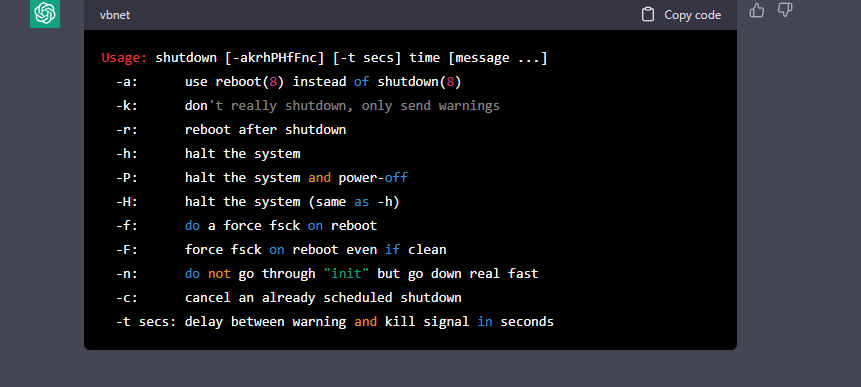 vbnet
Copy code
Usage: shutdown [-akrhPHfFnc] [-t secs] time [message ...]
-a: use reboot(8) instead of shutdown(8)
-k: don't really shutdown, only send warnings
-r: reboot after shutdown
-h: halt the system
-P: halt the system and power-off
-H: halt the system (same as -h)
-f: do a force fsck on reboot
-F: force fsck on reboot even if clean
-n: do not go through "init" but go down real fast
-c: cancel an already scheduled shutdown
-t secs: delay between warning and kill signal in seconds